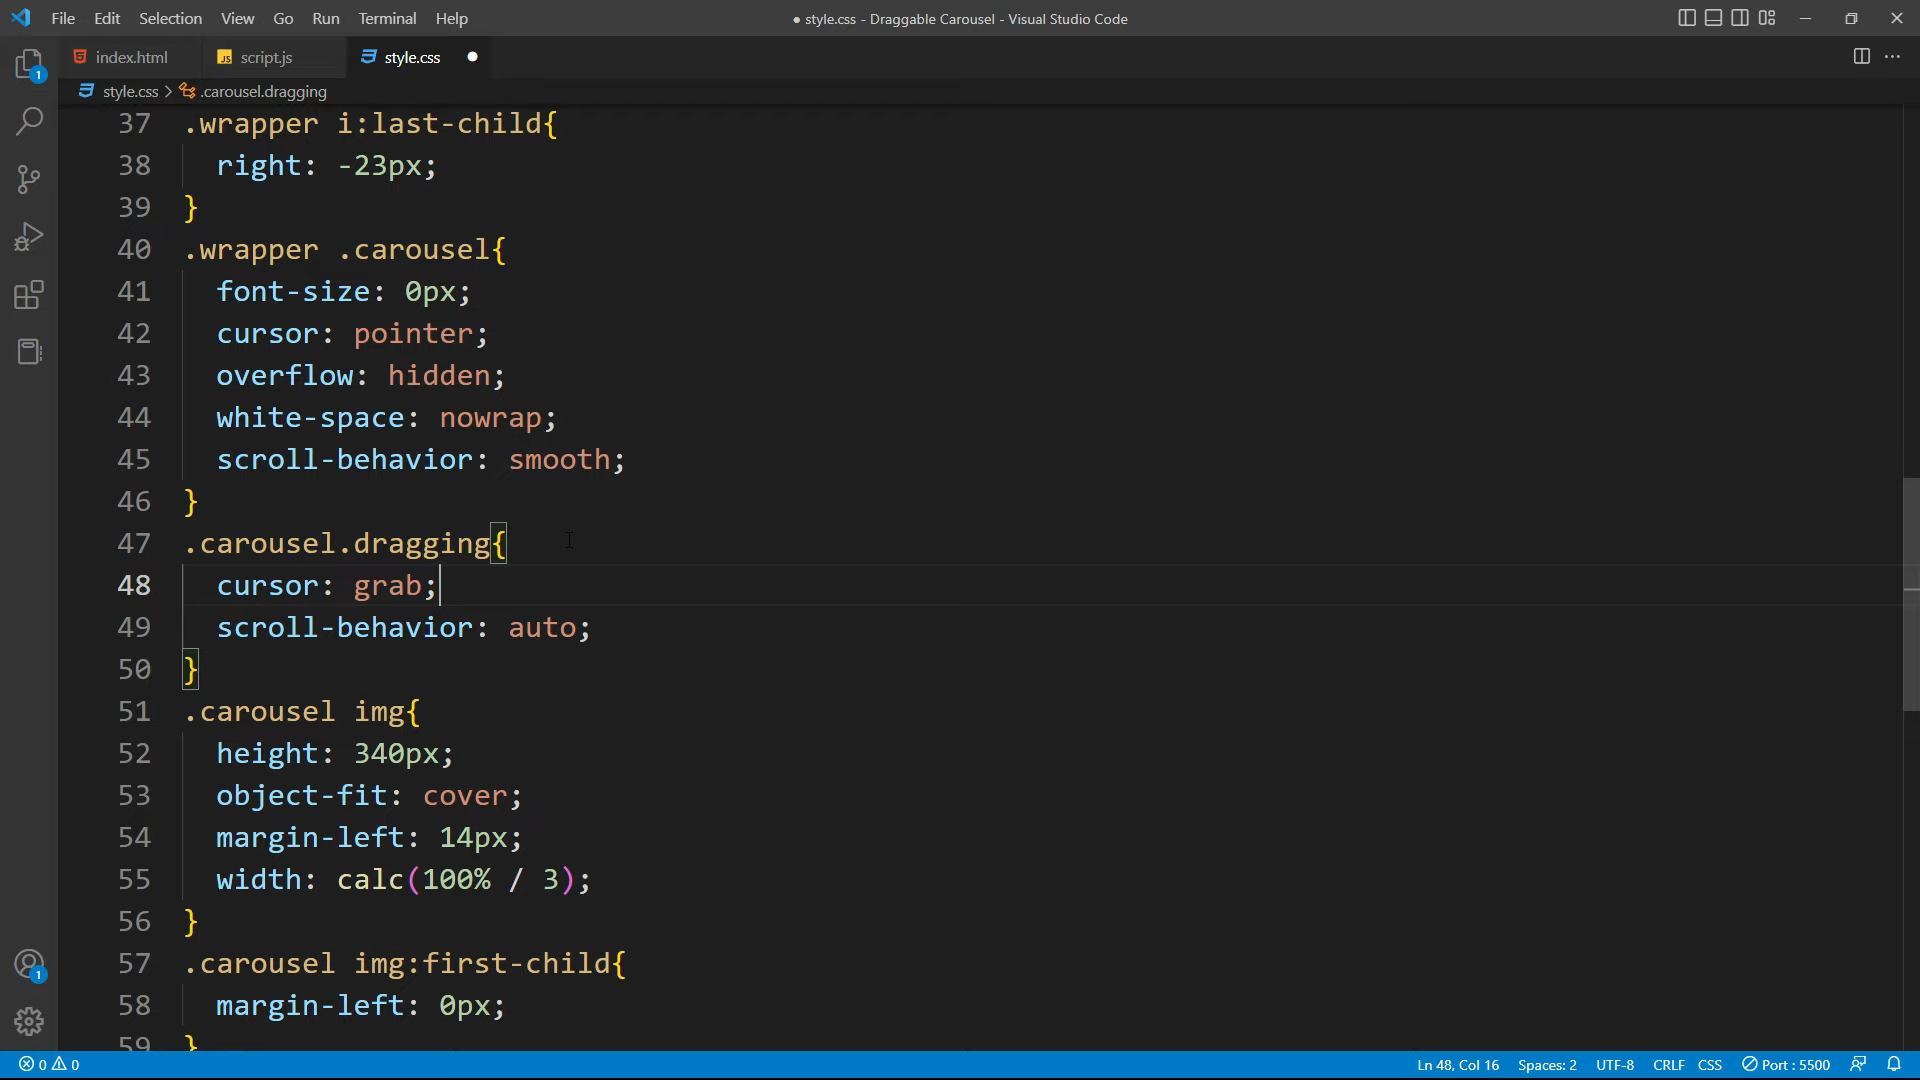 File Edit Selection View Go Run Terminal Help ● style.css - Draggable Carousel - Visual Studio Code
index.html JS script.js style.css ●
style.css > .carousel.dragging
1
37 .wrapper i:last-child{
38 right: -23px;
39 }
40 .wrapper .carousel{
41 font-size: 0px;
42 cursor: pointer;
43 overflow: hidden;
44 white-space: nowrap;
45 scroll-behavior: smooth;
46 }
47 .carousel.dragging{
48 cursor: grab;
49 scroll-behavior: auto;
50 }
51 .carousel img{
52 height: 340px;
53 object-fit: cover;
54 margin-left: 14px;
55 width: calc(100% / 3);
56 }
57 .carousel img:first-child{
1
58 margin-left: 0px;
59 }
0 0 Ln 48, Col 16 Spaces: 2 UTF-8 CRLF CSS Port : 5500